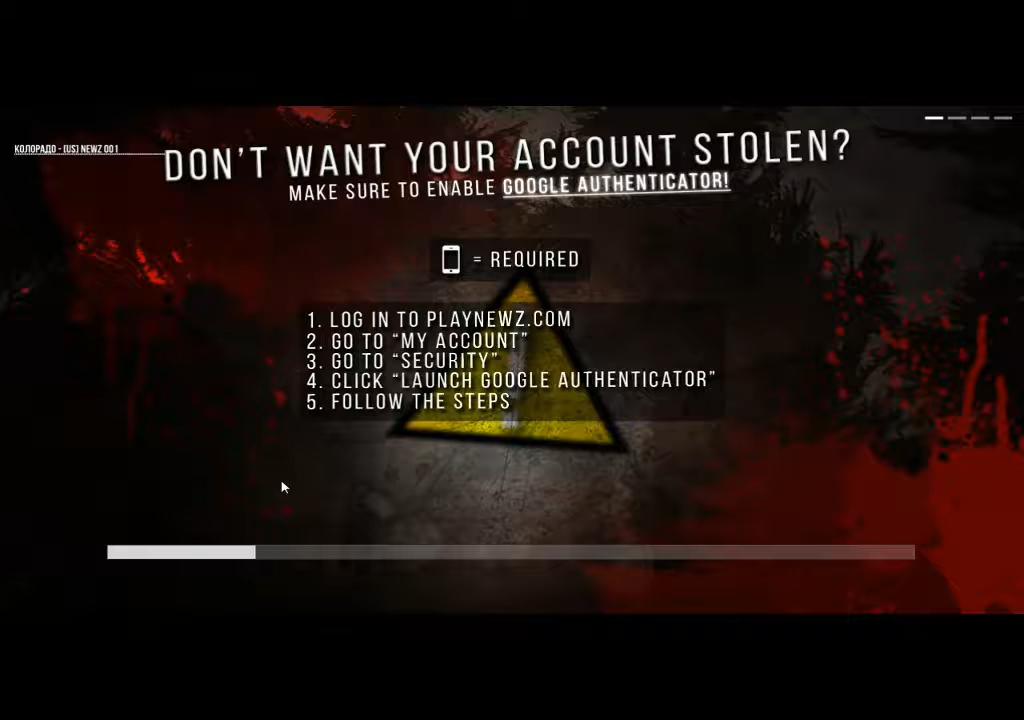 КОЛОРАДО - [US] NEWZ 001
DON'T WANT YOUR ACCOUNT STOLEN?
MAKE SURE TO ENABLE GOOGLE AUTHENTICATOR!
= REQUIRED
1. LOG IN TO PLAYNEWZ.COM
2. GO TO “MY ACCOUNT”
3. GO TO “SECURITY”
4. CLICK “LAUNCH GOOGLE AUTHENTICATOR”
5. FOLLOW THE STEPS